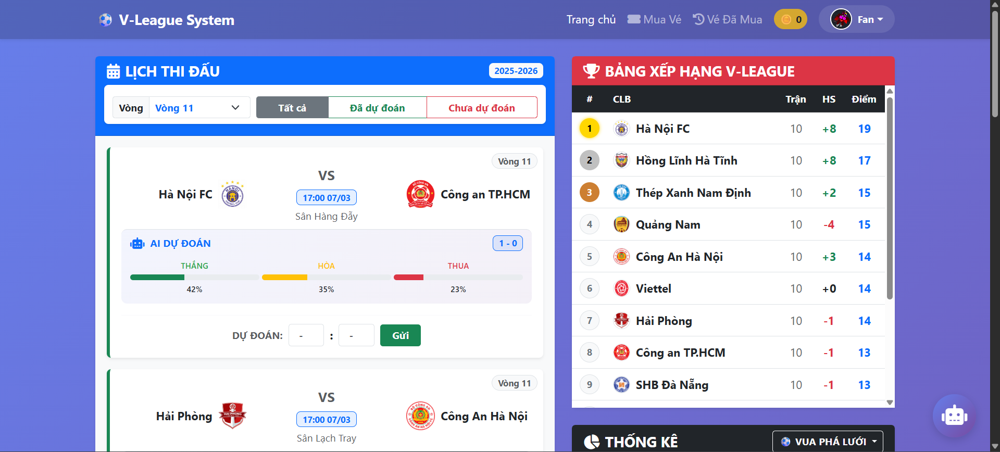 V-League System
Trang chủ
Mua Vé
Vé Đã Mua
0
Fan
LỊCH THI ĐẤU
2025-2026
Vòng
Vòng 11
Tất cả
Đã dự đoán
Chưa dự đoán
Vòng 11
Hà Nội FC
VS
17:00 07/03
Sân Hàng Đẫy
Công an TP.HCM
AI DỰ ĐOÁN
1 - 0
THẮNG
HÒA
THUA
42%
35%
23%
DỰ ĐOÁN:
-
:
-
Gửi
Vòng 11
Hải Phòng
VS
17:00 07/03
Sân Lạch Tray
Công An Hà Nội
BẢNG XẾP HẠNG V-LEAGUE
# CLB Trận HS Điểm
1 Hà Nội FC 10 +8 19
2 Hồng Lĩnh Hà Tĩnh 10 +8 17
3 Thép Xanh Nam Định 10 +2 15
4 Quảng Nam 10 -4 15
5 Công An Hà Nội 10 +3 14
6 Viettel 10 +0 14
7 Hải Phòng 10 -1 14
8 Công an TP.HCM 10 -1 13
9 SHB Đà Nẵng 10 -1 13
THỐNG KÊ
VUA PHÁ LƯỚI